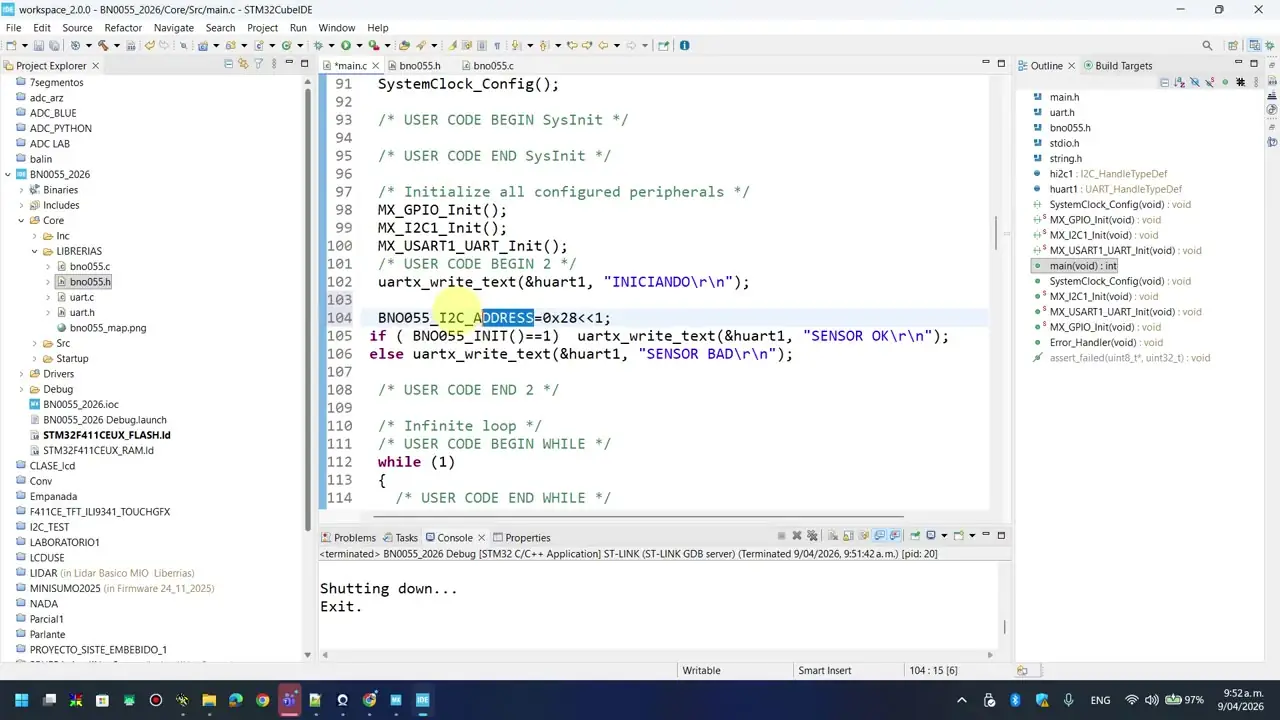 workspace_2.0.0 - BN0055_2026/Core/Src/main.c - STM32CubeIDE
File Edit Source Refactor Navigate Search Project Run Window Help
Project Explorer
7segmentos
adc_arz
ADC_BLUE
ADC_PYTHON
ADC LAB
balin
BN0055_2026
Binaries
Includes
Core
Inc
LIBRERIAS
bno055.c
bno055.h
uart.c
uart.h
bno055_map.png
Src
Startup
Drivers
Debug
BN0055_2026.ioc
BN0055_2026 Debug.launch
STM32F411CEUX_FLASH.ld
STM32F411CEUX_RAM.ld
CLASE_lcd
Conv
Empanada
F411CE_TFT_ILI9341_TOUCHGFX
I2C_TEST
LABORATORIO1
LCDUSE
LIDAR (in Lidar Basico MIO Liberrias)
MINISUMO2025 (in Firmware 24_11_2025)
NADA
Parcial1
Parlante
PROYECTO_SISTE_EMBEBIDO_1
*main.c bno055.h bno055.c
91 SystemClock_Config();
92
93 /* USER CODE BEGIN SysInit */
94
95 /* USER CODE END SysInit */
96
97 /* Initialize all configured peripherals */
98 MX_GPIO_Init();
99 MX_I2C1_Init();
100 MX_USART1_UART_Init();
101 /* USER CODE BEGIN 2 */
102 uartx_write_text(&huart1, "INICIANDO\r\n");
103
104 BNO055_I2C_ADDRESS=0x28<<1;
105 if ( BNO055_INIT()==1) uartx_write_text(&huart1, "SENSOR OK\r\n");
106 else uartx_write_text(&huart1, "SENSOR BAD\r\n");
107
108 /* USER CODE END 2 */
109
110 /* Infinite loop */
111 /* USER CODE BEGIN WHILE */
112 while (1)
113 {
114 /* USER CODE END WHILE */
Problems Tasks Console Properties
<terminated> BN0055_2026 Debug [STM32 C/C++ Application] ST-LINK (ST-LINK GDB server) (Terminated 9/04/2026, 9:51:42 a.m.) [pid: 20]
Shutting down...
Exit.
Outline Build Targets
main.h
uart.h
bno055.h
stdio.h
string.h
hi2c1 : I2C_HandleTypeDef
huart1 : UART_HandleTypeDef
SystemClock_Config(void) : void
MX_GPIO_Init(void) : void
MX_I2C1_Init(void) : void
MX_USART1_UART_Init(void) : void
main(void) : int
SystemClock_Config(void) : void
MX_I2C1_Init(void) : void
MX_USART1_UART_Init(void) : void
MX_GPIO_Init(void) : void
Error_Handler(void) : void
assert_failed(uint8_t*, uint32_t) : void
Writable Smart Insert 104 : 15 [6]
ENG 97% 9:52 a.m.
9/04/2026